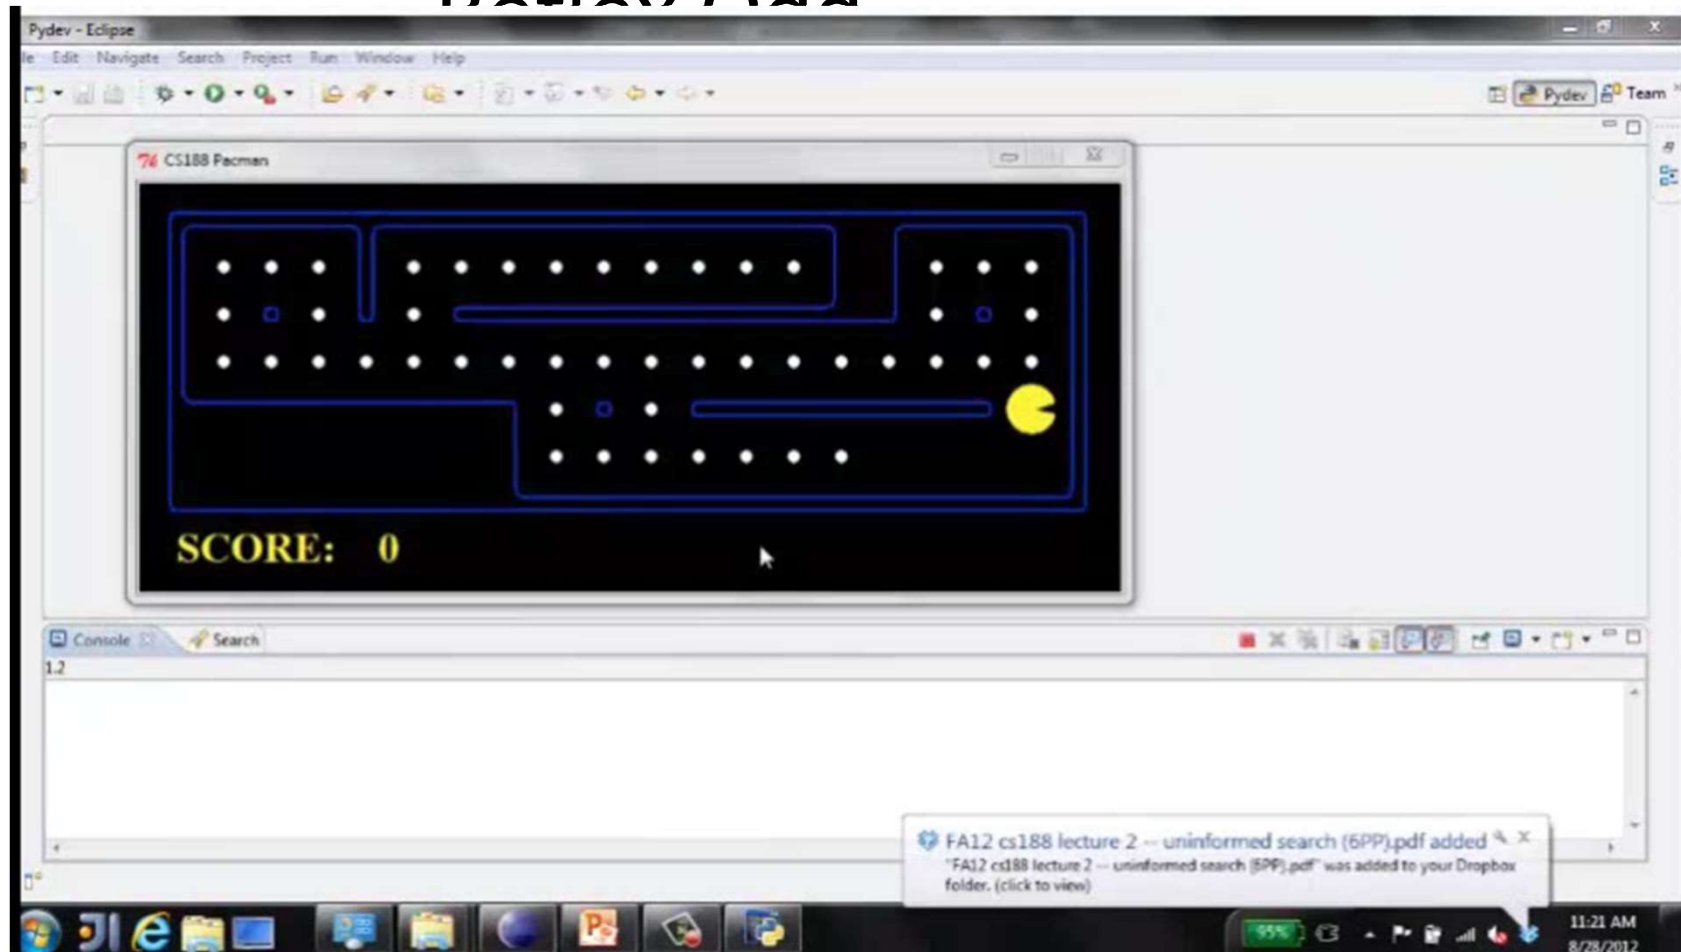 Pydev - Eclipse
Edit Navigate Search Project Run Window Help
Pydev Team
CS188 Pacman
SCORE: 0
Console Search
1.2
FA12 cs188 lecture 2 -- uninformed search (6PP).pdf added
"FA12 cs188 lecture 2 -- uninformed search (6PP).pdf" was added to your Dropbox
folder. (click to view)
95%
11:21 AM
8/28/2012